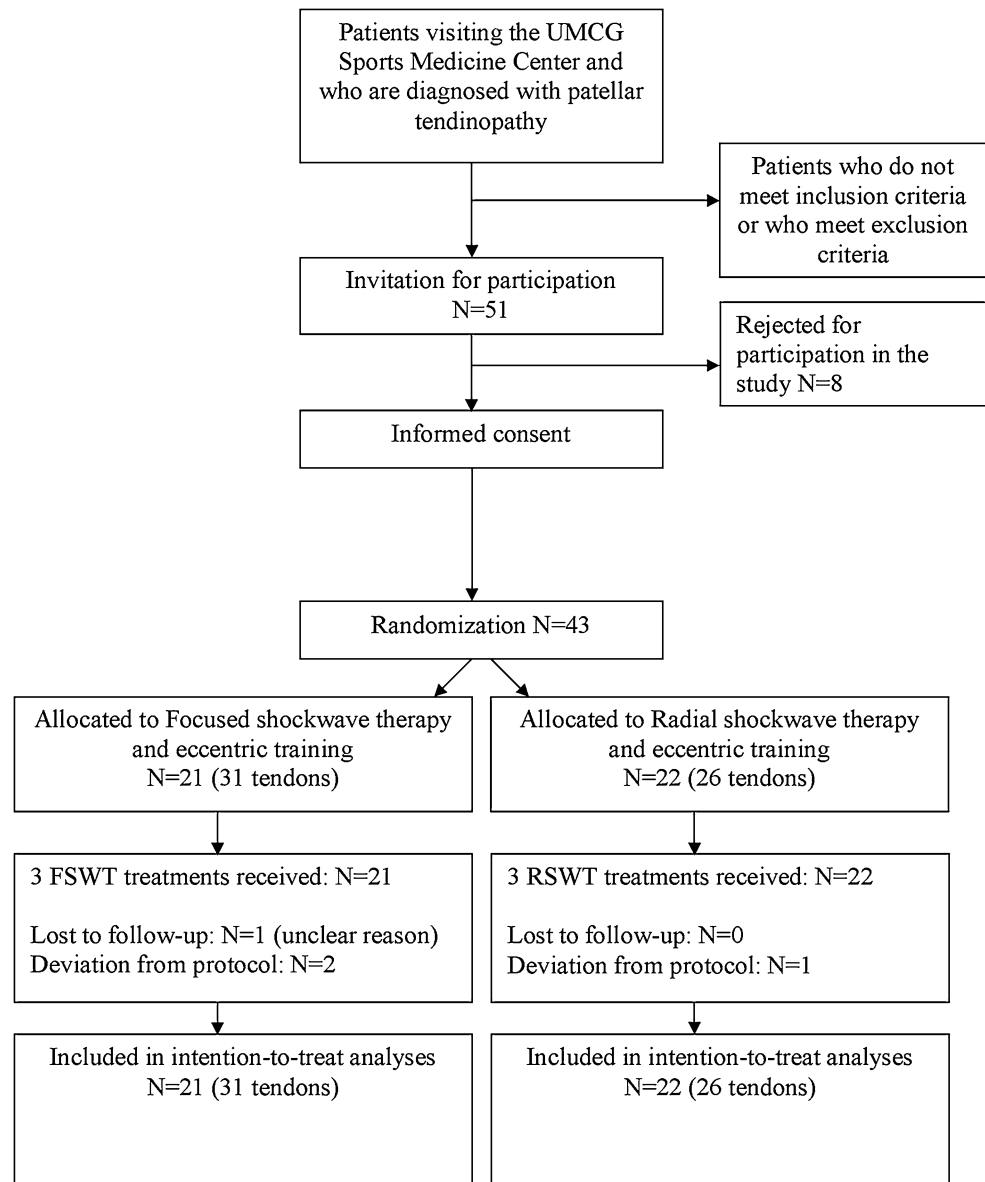 Patients visiting the UMCG
Sports Medicine Center and
who are diagnosed with patellar
tendinopathy
Patients who do not
meet inclusion criteria
or who meet exclusion
criteria
Invitation for participation
N=51
Rejected for
participation in the
study N=8
Informed consent
Randomization N=43
Allocated to Focused shockwave therapy
and eccentric training
N=21 (31 tendons)
Allocated to Radial shockwave therapy
and eccentric training
N=22 (26 tendons)
3 FSWT treatments received: N=21
Lost to follow-up: N=1 (unclear reason)
Deviation from protocol: N=2
3 RSWT treatments received: N=22
Lost to follow-up: N=0
Deviation from protocol: N=1
Included in intention-to-treat analyses
N=21 (31 tendons)
Included in intention-to-treat analyses
N=22 (26 tendons)